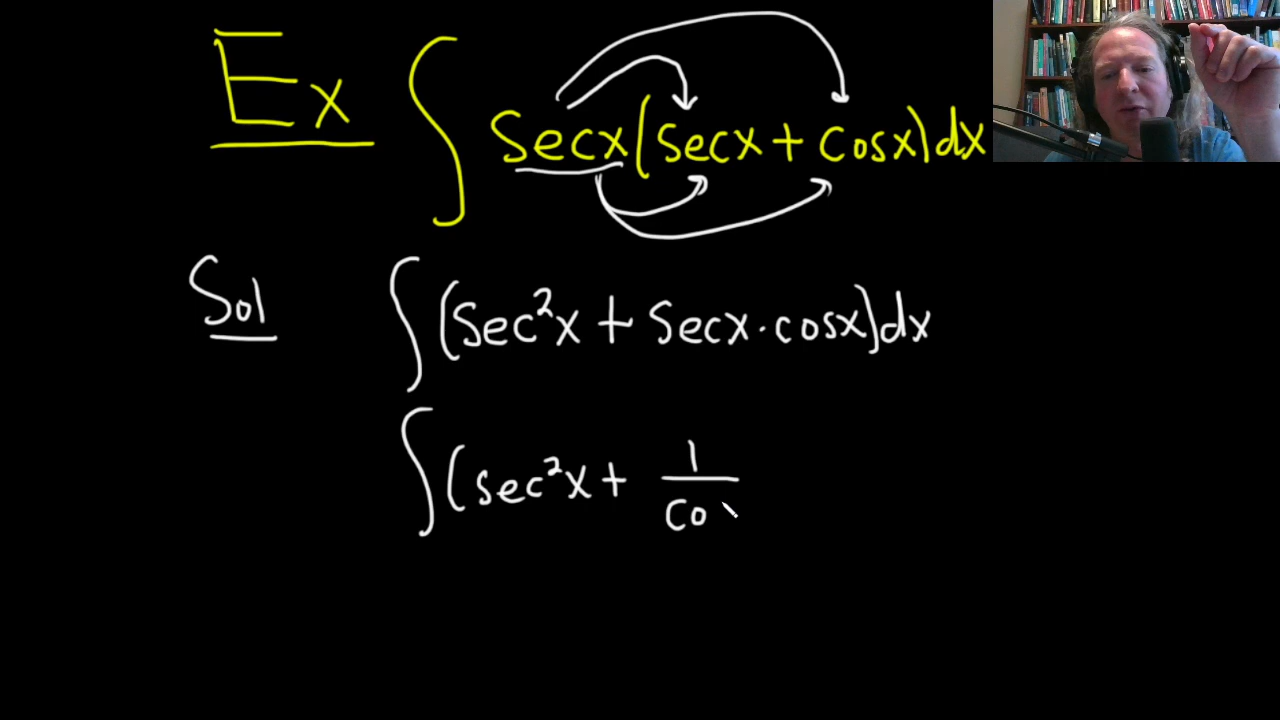 Ex ∫ secx(secx + cosx)dx
Sol ∫ (sec²x + secx·cosx)dx
∫ (sec²x + 1/co